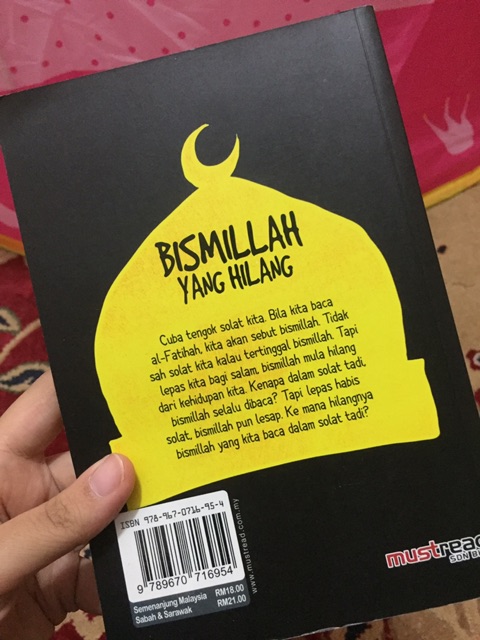 BISMILLAH
YANG HILANG
Cuba tengok solat kita. Bila kita baca
al-Fatihah, kita akan sebut bismillah. Tidak
sah solat kita kalau tertinggal bismillah. Tapi
lepas kita bagi salam, bismillah mula hilang
dari kehidupan kita. Kenapa dalam solat tadi,
bismillah selalu dibaca? Tapi lepas habis
solat, bismillah pun lesap. Ke mana hilangnya
bismillah yang kita baca dalam solat tadi?
ISBN 978-967-0716-95-4
9 789670 716954
Semenanjung Malaysia RM18.00
Sabah & Sarawak RM21.00
www.mustread.com.my
mustread
SDN